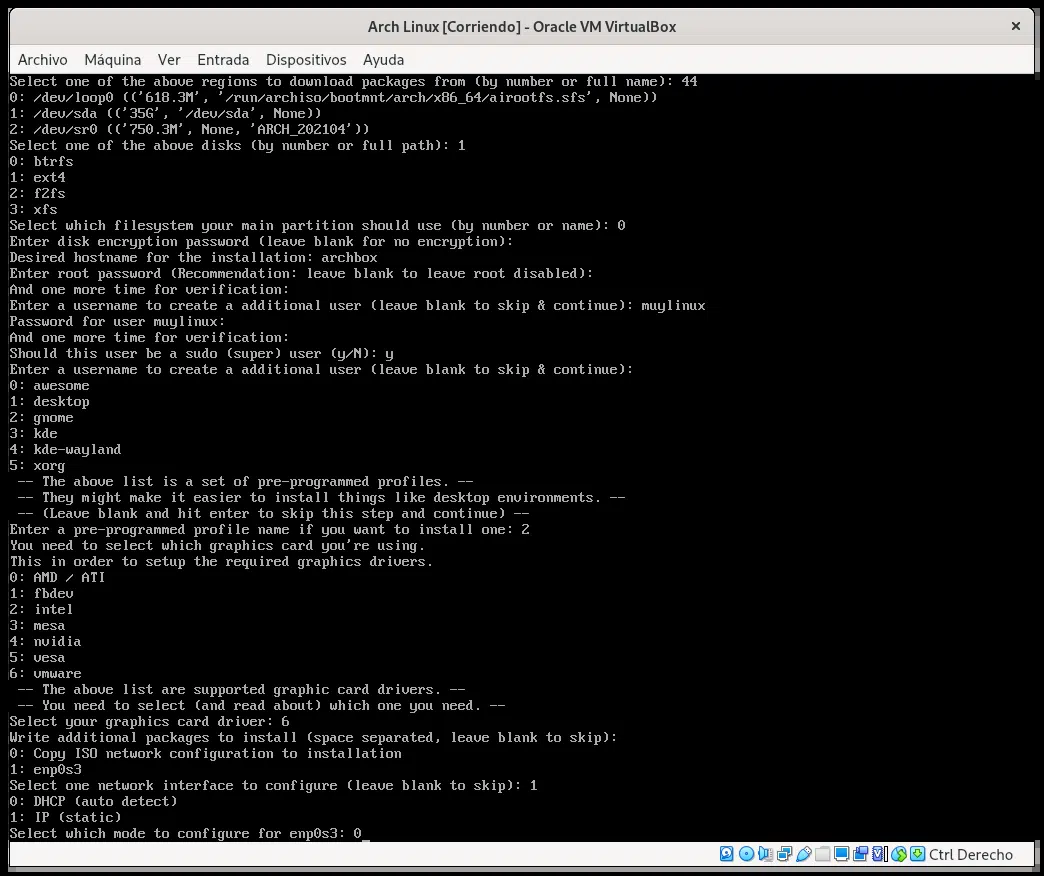 Arch Linux [Corriendo] - Oracle VM VirtualBox
Archivo Máquina Ver Entrada Dispositivos Ayuda
Select one of the above regions to download packages from (by number or full name): 44
0: /dev/loop0 (('618.3M', '/run/archiso/bootmnt/arch/x86_64/airootfs.sfs', None))
1: /dev/sda (('35G', '/dev/sda', None))
2: /dev/sr0 (('750.3M', None, 'ARCH_202104'))
Select one of the above disks (by number or full path): 1
0: btrfs
1: ext4
2: f2fs
3: xfs
Select which filesystem your main partition should use (by number or name): 0
Enter disk encryption password (leave blank for no encryption):
Desired hostname for the installation: archbox
Enter root password (Recommendation: leave blank to leave root disabled):
And one more time for verification:
Enter a username to create a additional user (leave blank to skip & continue): muylinux
Password for user muylinux:
And one more time for verification:
Should this user be a sudo (super) user (y/N): y
Enter a username to create a additional user (leave blank to skip & continue):
0: awesome
1: desktop
2: gnome
3: kde
4: kde-wayland
5: xorg
-- The above list is a set of pre-programmed profiles. --
-- They might make it easier to install things like desktop environments. --
-- (Leave blank and hit enter to skip this step and continue) --
Enter a pre-programmed profile name if you want to install one: 2
You need to select which graphics card you're using.
This in order to setup the required graphics drivers.
0: AMD / ATI
1: fbdev
2: intel
3: mesa
4: nvidia
5: vesa
6: vmware
-- The above list are supported graphic card drivers. --
-- You need to select (and read about) which one you need. --
Select your graphics card driver: 6
Write additional packages to install (space separated, leave blank to skip):
0: Copy ISO network configuration to installation
1: enp0s3
Select one network interface to configure (leave blank to skip): 1
0: DHCP (auto detect)
1: IP (static)
Select which mode to configure for enp0s3: 0_
Ctrl Derecho